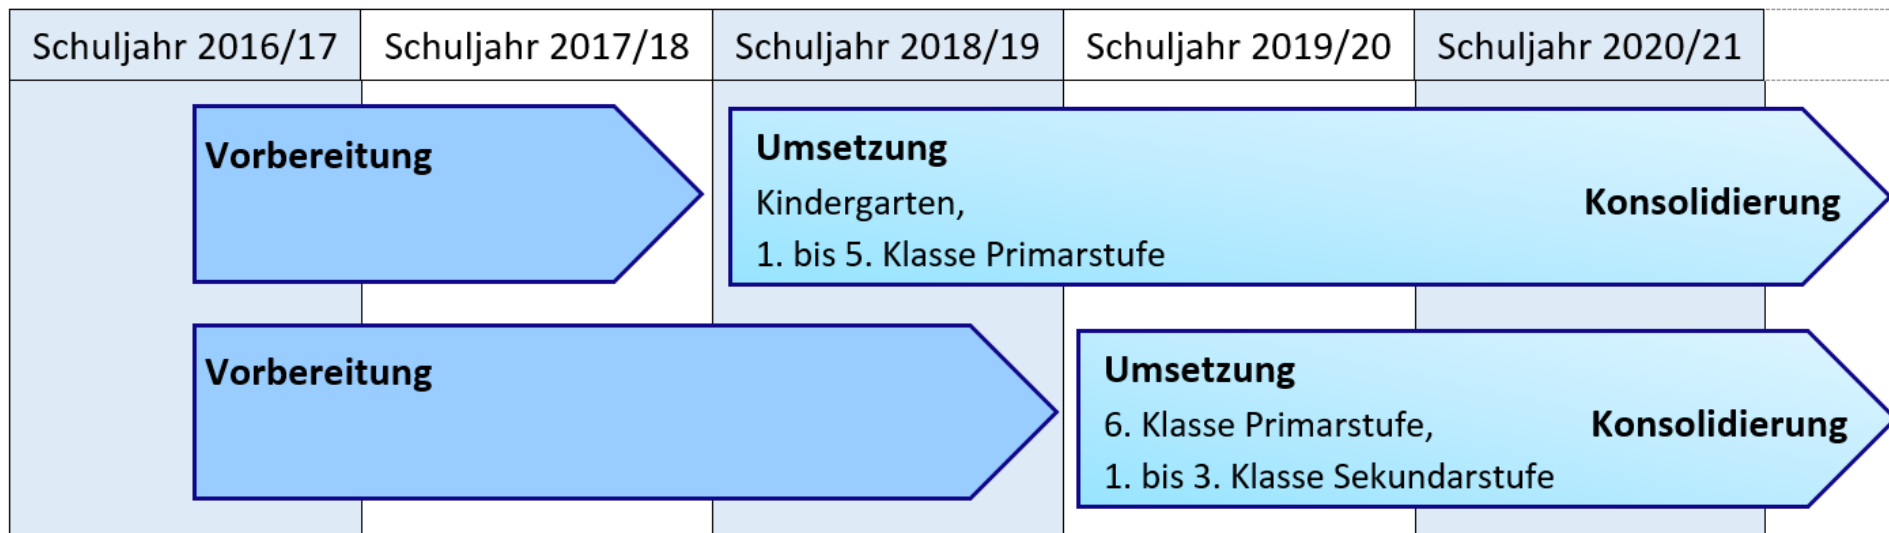 Schuljahr 2016/17 Schuljahr 2017/18 Schuljahr 2018/19 Schuljahr 2019/20 Schuljahr 2020/21
Vorbereitung
Umsetzung
Kindergarten,
1. bis 5. Klasse Primarstufe
Konsolidierung
Vorbereitung
Umsetzung
6. Klasse Primarstufe,
1. bis 3. Klasse Sekundarstufe
Konsolidierung